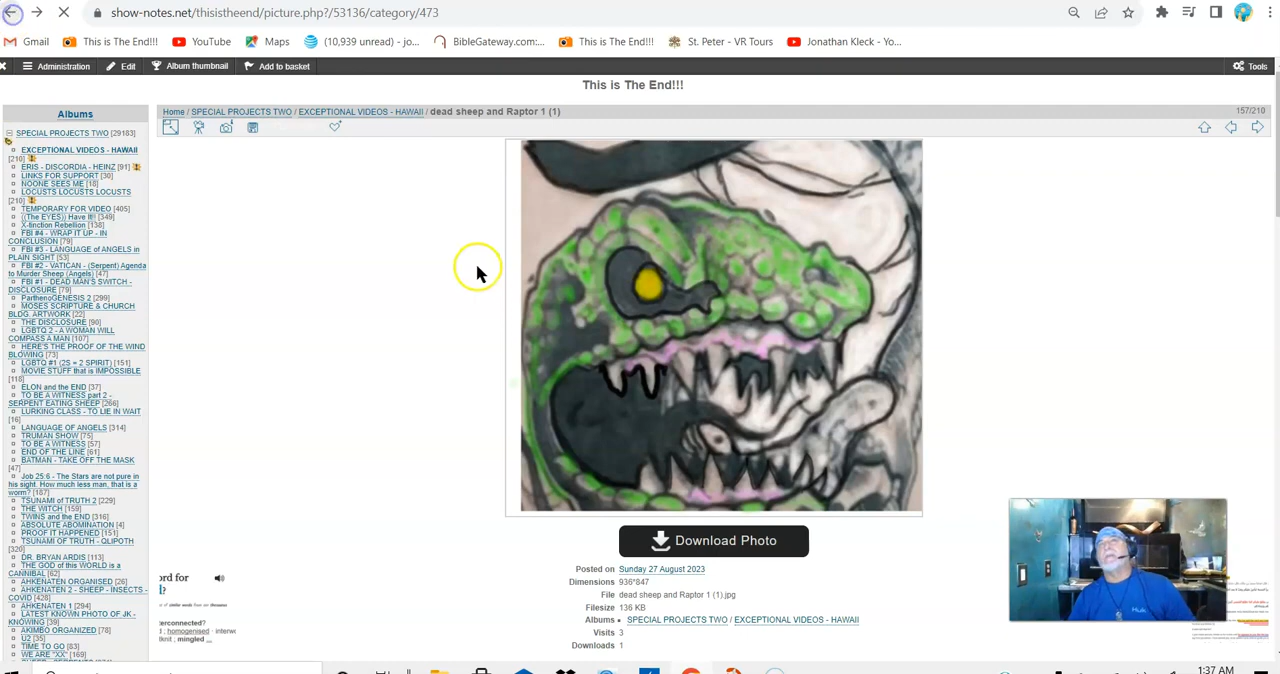 show-notes.net/thisistheend/picture.php?/53136/category/473
Gmail This is The End!!! YouTube Maps (10,939 unread) - jo... BibleGateway.com:... This is The End!!! St. Peter - VR Tours Jonathan Kleck - Yo...
Administration Edit Album thumbnail Add to basket Tools
This is The End!!!
Albums
Home / SPECIAL PROJECTS TWO / EXCEPTIONAL VIDEOS - HAWAII / dead sheep and Raptor 1 (1) 157/210
SPECIAL PROJECTS TWO [29183]
EXCEPTIONAL VIDEOS - HAWAII
[210]
ERIS - DISCORDIA - HEINZ [91]
LINKS FOR SUPPORT [30]
NOONE SEES ME [18]
LOCUSTS LOCUSTS LOCUSTS
[210]
TEMPORARY FOR VIDEO [405]
((The EYES)) Have It!! [349]
X-tinction Rebellion [138]
FBI #4 - WRAP IT UP - IN
CONCLUSION [79]
FBI #3 - LANGUAGE of ANGELS in
PLAIN SIGHT [53]
FBI #2 - VATICAN - (Serpent) Agenda
to Murder Sheep (Angels) [47]
FBI #1 - DEAD MAN'S SWITCH -
DISCLOSURE [79]
ParthenoGENESIS 2 [299]
MOSES SCRIPTURE & CHURCH
BLDG. ARTWORK [22]
THE DISCLOSURE [90]
LGBTQ 2 - A WOMAN WILL
COMPASS A MAN [107]
HERE'S THE PROOF OF THE WIND
BLOWING [73]
LGBTQ #1 (2S = 2 SPIRIT) [151]
MOVIE STUFF that is IMPOSSIBLE
[118]
ELON and the END [37]
TO BE A WITNESS part 2 -
SERPENT EATING SHEEP [266]
LURKING CLASS - TO LIE IN WAIT
[16]
LANGUAGE OF ANGELS [314]
TRUMAN SHOW [75]
TO BE A WITNESS [57]
END OF THE LINE [61]
BATMAN - TAKE OFF THE MASK
[47]
Job 25:6 - The Stars are not pure in
his sight. How much less man, that is a
worm? [187]
TSUNAMI of TRUTH 2 [229]
THE WITCH [159]
TWINS and the END [316]
ABSOLUTE ABOMINATION [4]
PROOF IT HAPPENED [151]
TSUNAMI OF TRUTH - QLIPOTH
[320]
DR. BRYAN ARDIS [113]
THE GOD of this WORLD is a
CANNIBAL [62]
AHKENATEN ORGANISED [26]
AHKENATEN 2 - SHEEP - INSECTS -
COVID [428]
AHKENATEN 1 [294]
LATEST KNOWN PHOTO OF JK -
KNOWING [39]
AKIMBO ORGANIZED [78]
U2 [35]
TIME TO GO [83]
WE ARE "XX" [169]
Download Photo
Posted on Sunday 27 August 2023
Dimensions 936*847
File dead sheep and Raptor 1 (1).jpg
Filesize 136 KB
Albums SPECIAL PROJECTS TWO / EXCEPTIONAL VIDEOS - HAWAII
Visits 3
Downloads 1
ord for
erconnected?
: homogenised · interw
tknit ; mingled ...
1:37 AM